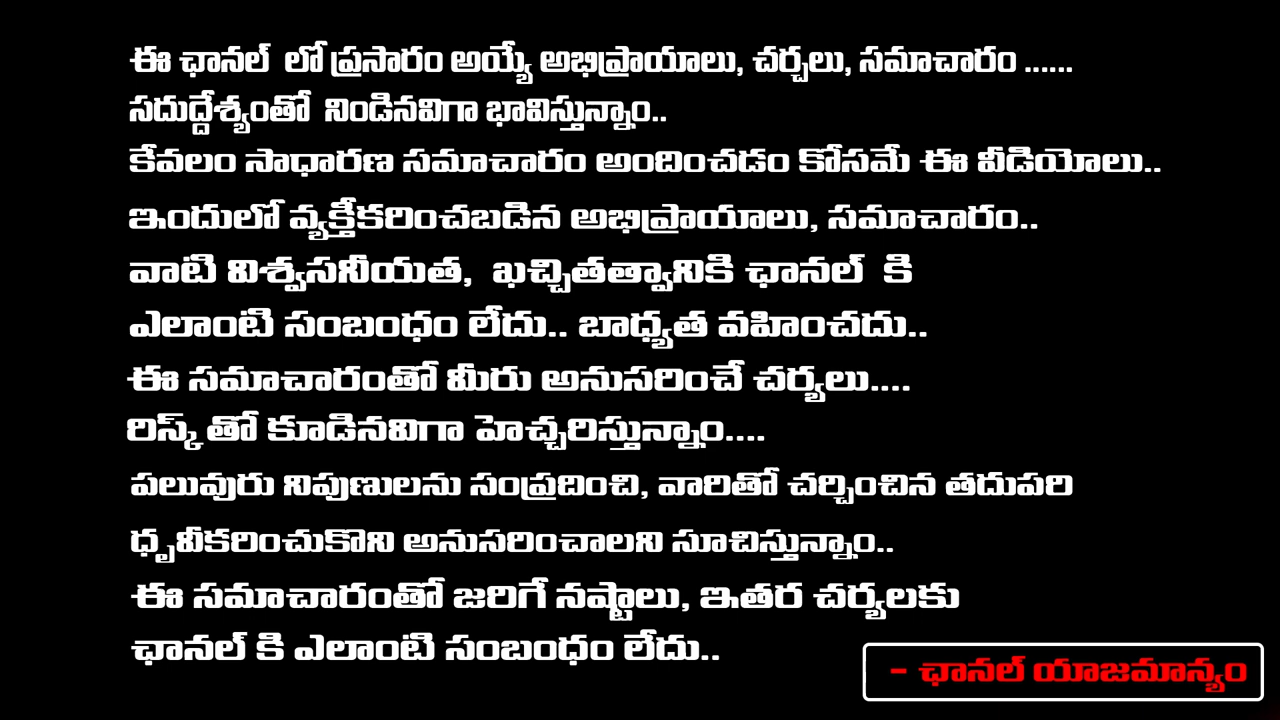 ఈ ఛానల్ లో ప్రసారం అయ్యే అభిప్రాయాలు, చర్చలు, సమాచారం ......
సదుద్దేశ్యంతో నిండినవిగా భావిస్తున్నాం..
కేవలం సాధారణ సమాచారం అందించడం కోసమే ఈ వీడియోలు..
ఇందులో వ్యక్తీకరించబడిన అభిప్రాయాలు, సమాచారం..
వాటి విశ్వసనీయత, ఖచ్చితత్వానికి ఛానల్ కి
ఎలాంటి సంబంధం లేదు.. బాధ్యత వహించదు..
ఈ సమాచారంతో మీరు అనుసరించే చర్యలు....
రిస్క్ తో కూడినవిగా హెచ్చరిస్తున్నాం....
పలువురు నిపుణులను సంప్రదించి, వారితో చర్చించిన తదుపరి
ధృవీకరించుకొని అనుసరించాలని సూచిస్తున్నాం..
ఈ సమాచారంతో జరిగే నష్టాలు, ఇతర చర్యలకు
ఛానల్ కి ఎలాంటి సంబంధం లేదు..
- ఛానల్ యాజమాన్యం